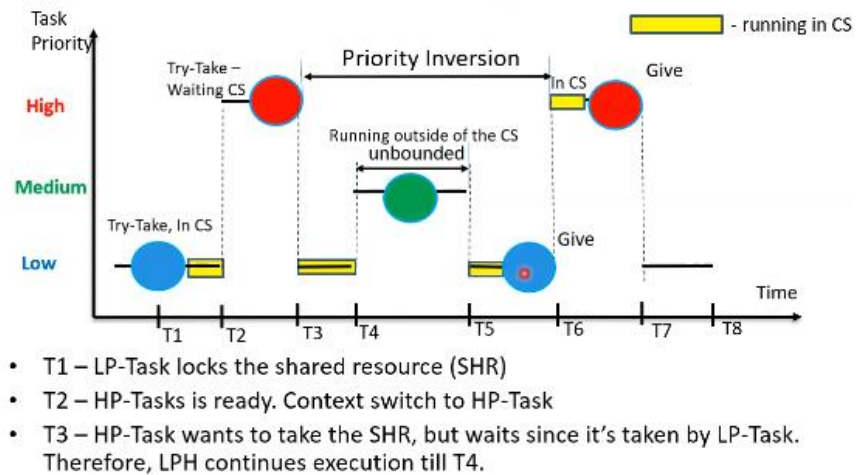 Task
Priority
- running in CS
Try-Take –
Waiting CS
Priority Inversion
In CS
Give
High
Running outside of the CS
unbounded
Medium
Try-Take, In CS
Give
Low
Time
T1
T2
T3
T4
T5
T6
T7
T8
• T1 – LP-Task locks the shared resource (SHR)
• T2 – HP-Tasks is ready. Context switch to HP-Task
• T3 – HP-Task wants to take the SHR, but waits since it's taken by LP-Task.
Therefore, LPH continues execution till T4.